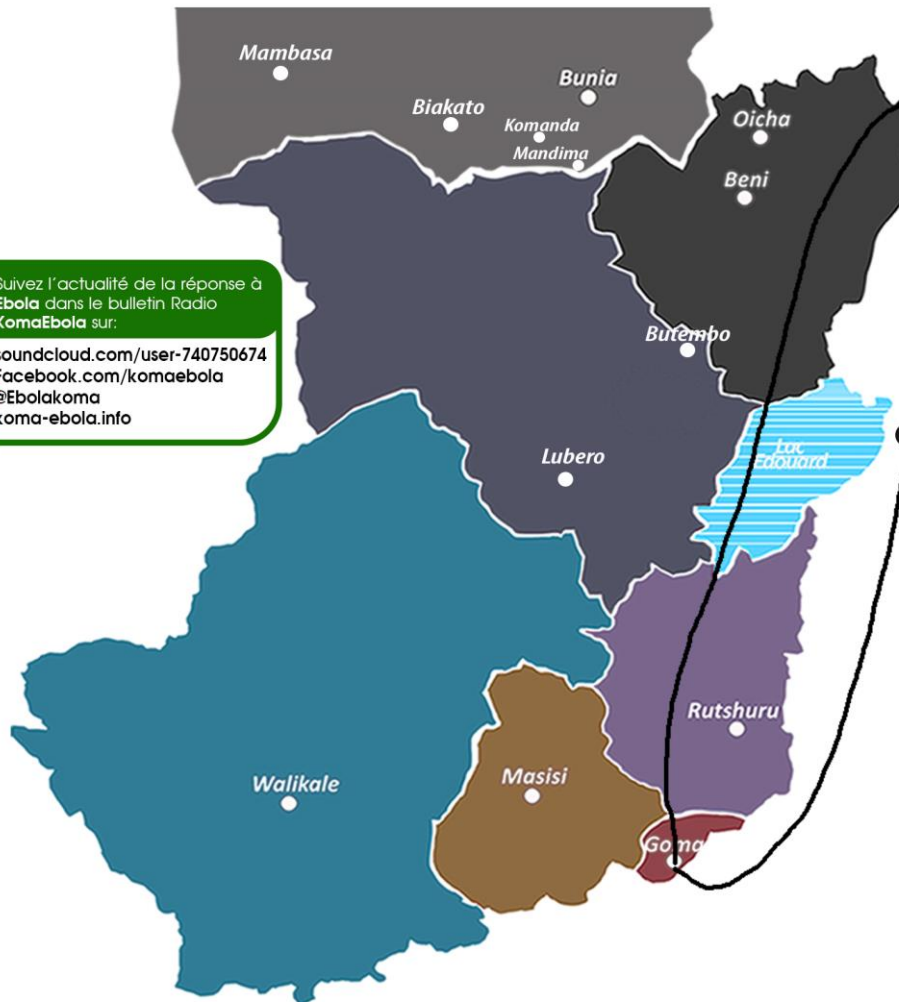 Mambasa
Bunia
Biakato
Komanda
Mandima
Oicha
Beni
Suivez l'actualité de la réponse à
Ebola dans le bulletin Radio
KomaEbola sur:
soundcloud.com/user-740750674
Facebook.com/komaebola
@Ebolakoma
koma-ebola.info
Butembo
Lubero
Lac
Edouard
Rutshuru
Masisi
Walikale
Goma